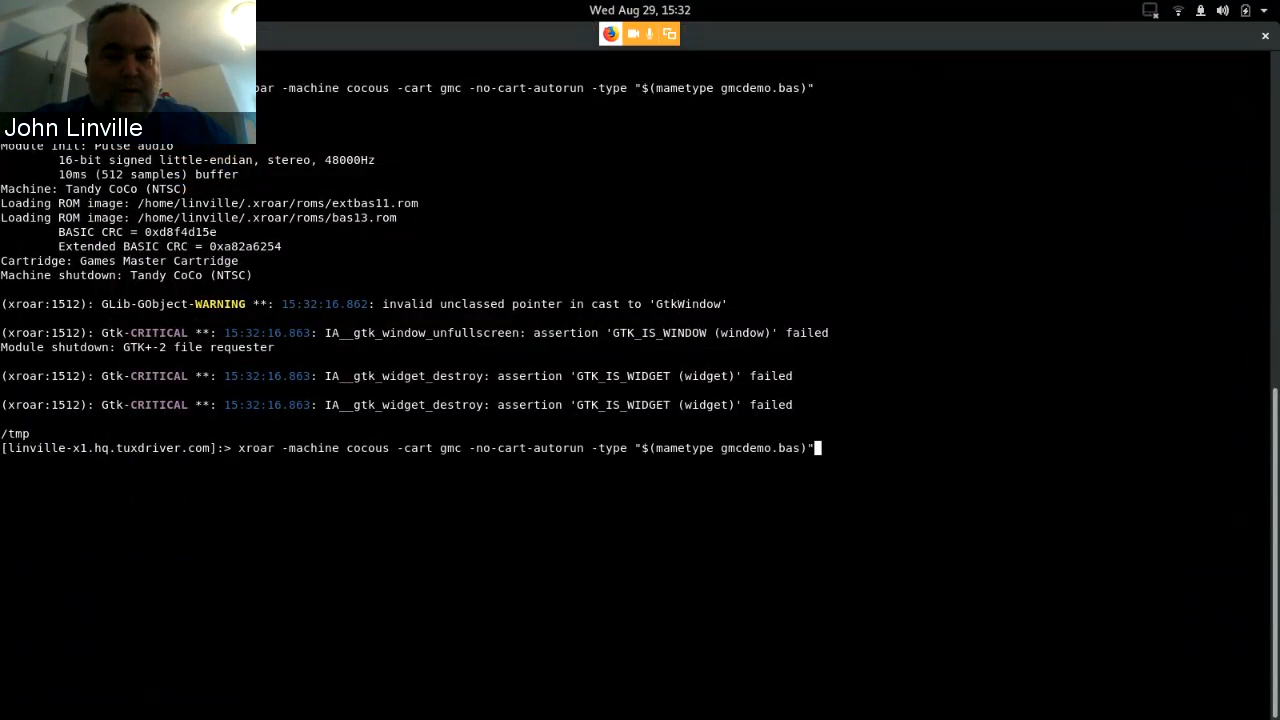 Wed Aug 29, 15:32
oar -machine cocous -cart gmc -no-cart-autorun -type "$(mametype gmcdemo.bas)"
John Linville
Module init: Pulse audio
16-bit signed little-endian, stereo, 48000Hz
10ms (512 samples) buffer
Machine: Tandy CoCo (NTSC)
Loading ROM image: /home/linville/.xroar/roms/extbas11.rom
Loading ROM image: /home/linville/.xroar/roms/bas13.rom
BASIC CRC = 0xd8f4d15e
Extended BASIC CRC = 0xa82a6254
Cartridge: Games Master Cartridge
Machine shutdown: Tandy CoCo (NTSC)
(xroar:1512): GLib-GObject-WARNING **: 15:32:16.862: invalid unclassed pointer in cast to 'GtkWindow'
(xroar:1512): Gtk-CRITICAL **: 15:32:16.863: IA__gtk_window_unfullscreen: assertion 'GTK_IS_WINDOW (window)' failed
Module shutdown: GTK+-2 file requester
(xroar:1512): Gtk-CRITICAL **: 15:32:16.863: IA__gtk_widget_destroy: assertion 'GTK_IS_WIDGET (widget)' failed
(xroar:1512): Gtk-CRITICAL **: 15:32:16.863: IA__gtk_widget_destroy: assertion 'GTK_IS_WIDGET (widget)' failed
/tmp
[linville-x1.hq.tuxdriver.com]:> xroar -machine cocous -cart gmc -no-cart-autorun -type "$(mametype gmcdemo.bas)"